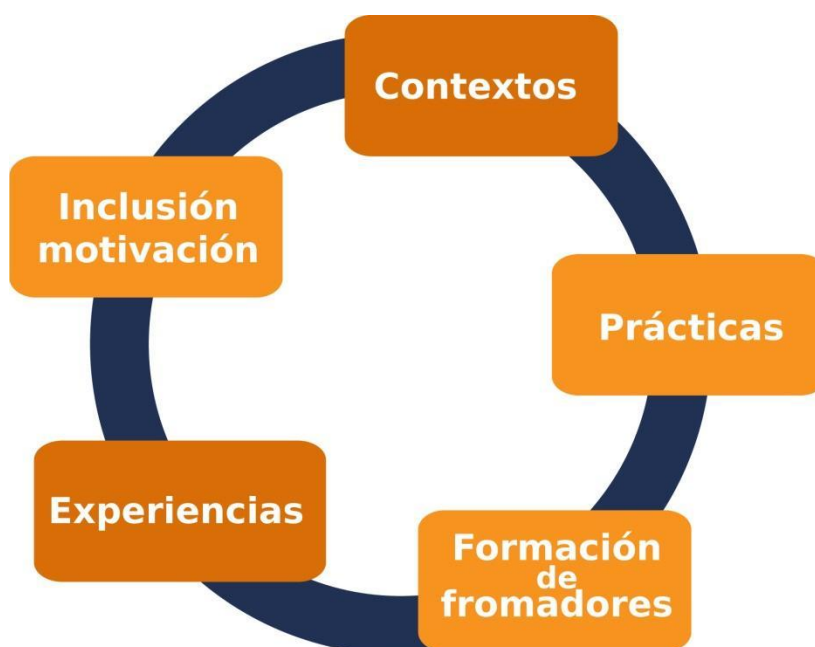 Contextos
Inclusión
motivación
Prácticas
Experiencias
Formación
de
fromadores